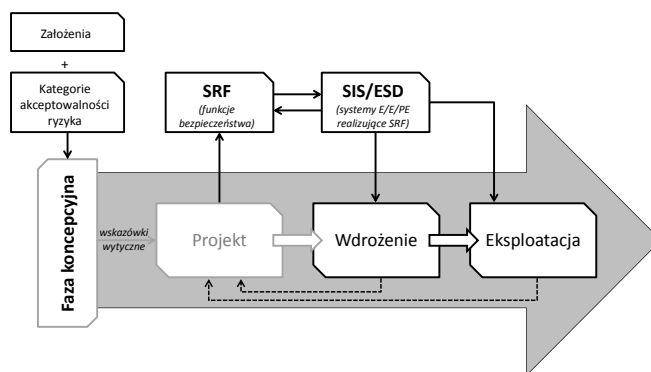 Założenia
+
Kategorie
akceptowalności
ryzyka
SRF
(funkcje
bezpieczeństwa)
SIS/ESD
(systemy E/E/PE
realizujące SRF)
Faza koncepcyjna
wskazówki
wytyczne
Projekt
Wdrożenie
Eksploatacja